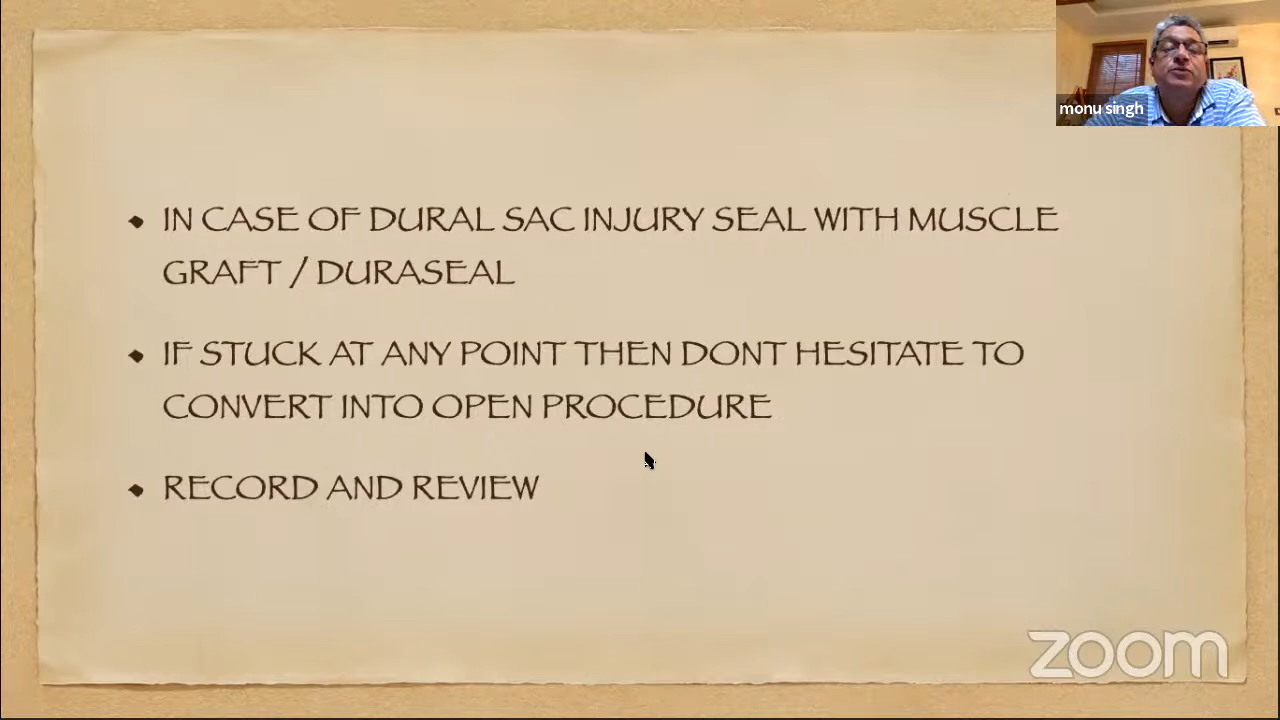 monu singh
IN CASE OF DURAL SAC INJURY SEAL WITH MUSCLE
GRAFT / DURASEAL
IF STUCK AT ANY POINT THEN DONT HESITATE TO
CONVERT INTO OPEN PROCEDURE
RECORD AND REVIEW
zoom